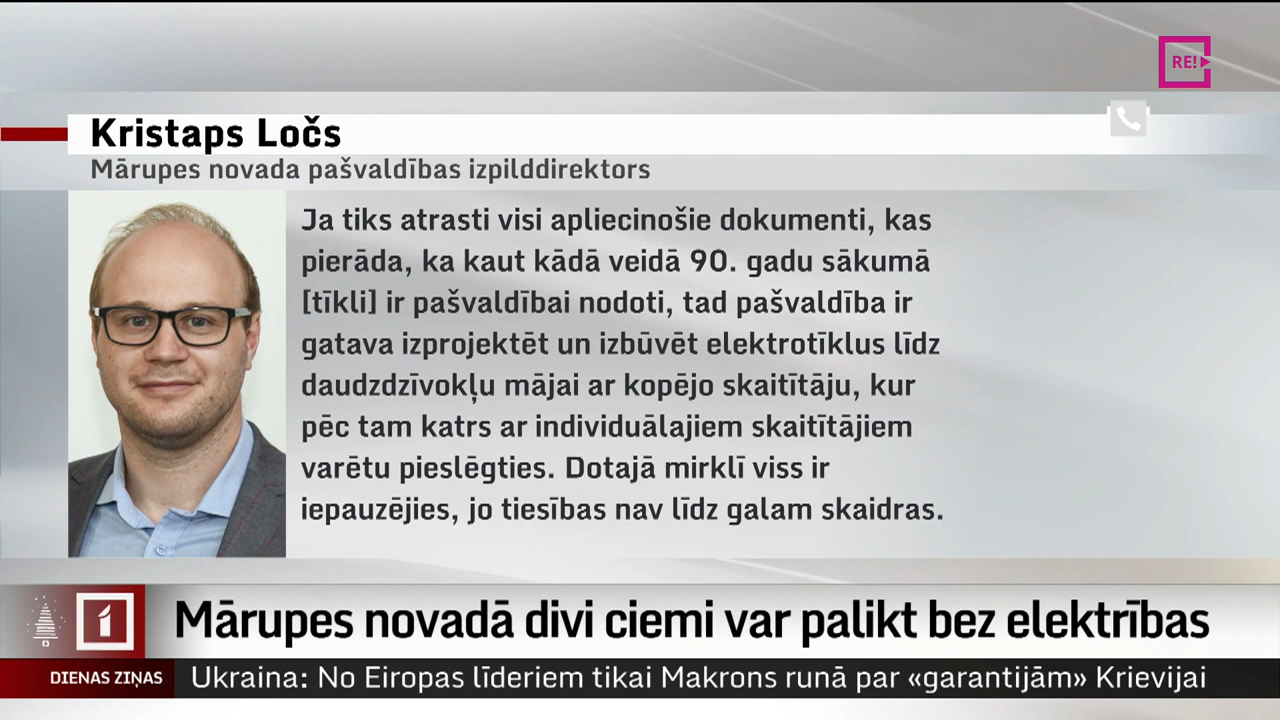 RE!
Kristaps Ločs
Mārupes novada pašvaldības izpilddirektors
Ja tiks atrasti visi apliecinošie dokumenti, kas
pierāda, ka kaut kādā veidā 90. gadu sākumā
[tīkli] ir pašvaldībai nodoti, tad pašvaldība ir
gatava izprojektēt un izbūvēt elektrotīklus līdz
daudzdzīvokļu mājai ar kopējo skaitītāju, kur
pēc tam katrs ar individuālajiem skaitītājiem
varētu pieslēgties. Dotajā mirklī viss ir
iepauzējies, jo tiesības nav līdz galam skaidras.
1
Mārupes novadā divi ciemi var palikt bez elektrības
DIENAS ZIŅAS
Ukraina: No Eiropas līderiem tikai Makrons runā par «garantijām» Krievijai